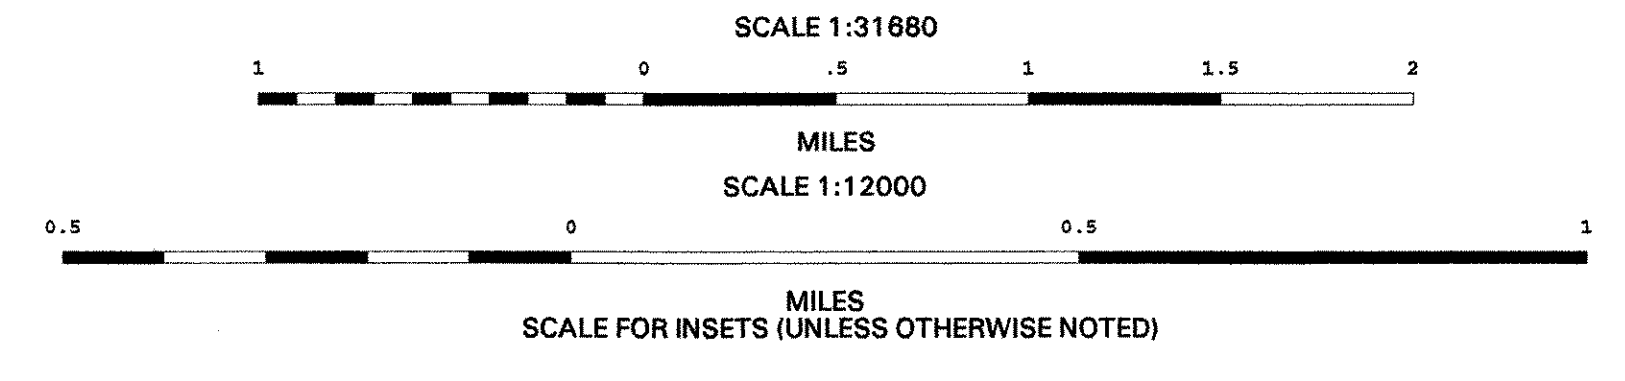 SCALE 1:31680
1 0 .5 1 1.5 2
MILES
SCALE 1:12000
0.5 0 0.5 1
MILES
SCALE FOR INSETS (UNLESS OTHERWISE NOTED)